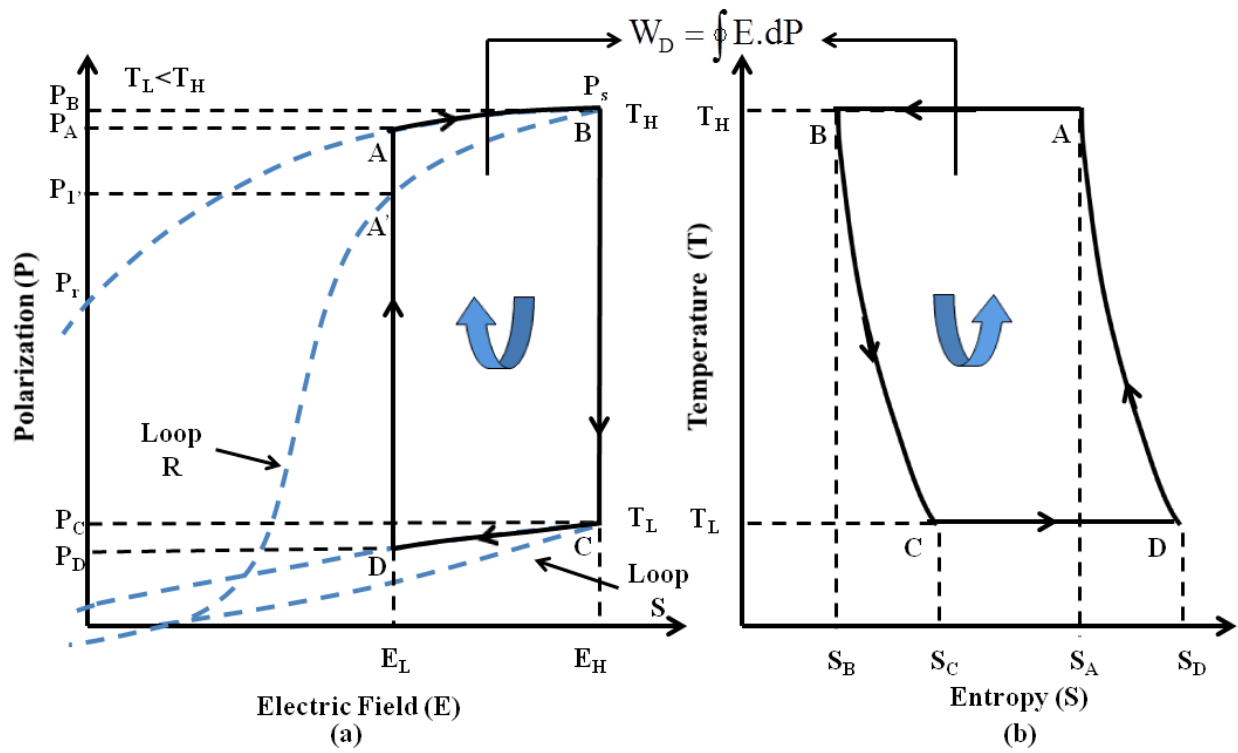 W_D = ∮ E.dP
T_L<T_H
P_B
P_A
P_1'
P_r
P_C
P_D
P_s
T_H
A
B
A'
Loop
R
T_L
C
D
Loop
S
E_L
E_H
Polarization (P)
Electric Field (E)
(a)
T_H
B
A
T_L
C
D
S_B
S_C
S_A
S_D
Temperature (T)
Entropy (S)
(b)